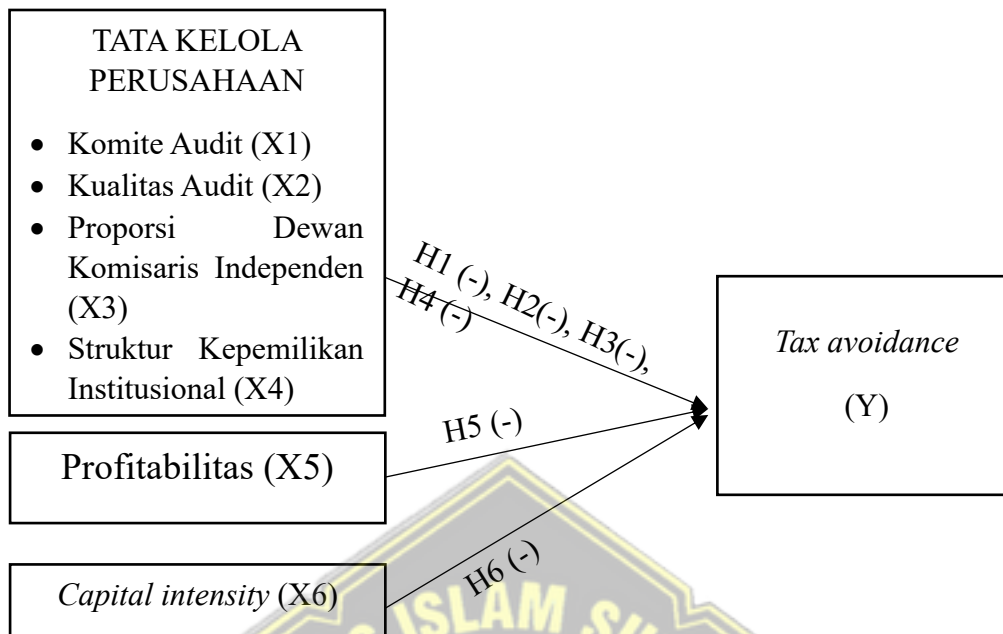 TATA KELOLA
PERUSAHAAN
• Komite Audit (X1)
• Kualitas Audit (X2)
• Proporsi Dewan
Komisaris Independen
(X3)
• Struktur Kepemilikan
Institusional (X4)
H1 (-), H2(-), H3(-),
H4 (-)
Tax avoidance
(Y)
Profitabilitas (X5)
H5 (-)
Capital intensity (X6)
H6 (-)
ISLAM